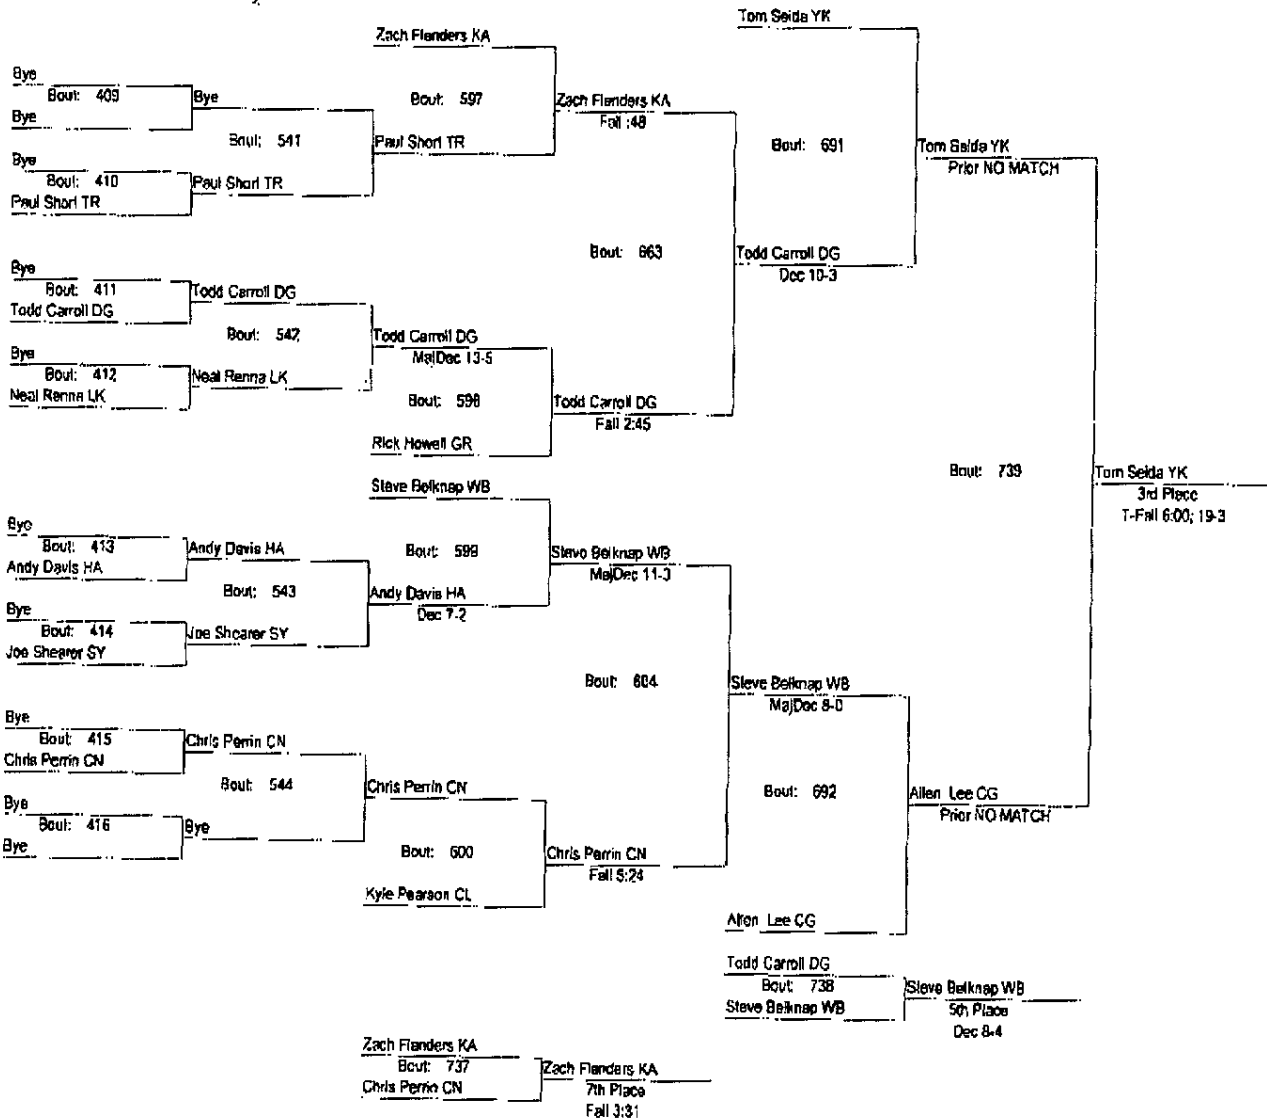 Tom Seida YK
Zach Flanders KA
Bye
Bout: 409
Bye
Bout: 597
Zach Flanders KA
Fall :48
Bye
Bout: 541
Paul Short TR
Bout: 691
Tom Seida YK
Prior NO MATCH
Bye
Bout: 410
Paul Short TR
Paul Short TR
Bout: 663
Todd Carroll DG
Dec 10-3
Bye
Bout: 411
Todd Carroll DG
Todd Carroll DG
Bout: 542
Todd Carroll DG
MajDec 13-5
Bye
Bout: 412
Neal Renna LK
Neal Renna LK
Bout: 598
Todd Carroll DG
Fall 2:45
Rick Howell GR
Bout: 739
Tom Seida YK
3rd Place
T-Fall 6:00; 19-3
Steve Belknap WB
Bye
Bout: 413
Andy Davis HA
Andy Davis HA
Bout: 599
Steve Belknap WB
MajDec 11-3
Bout: 543
Andy Davis HA
Dec 7-2
Bye
Bout: 414
Joe Shearer SY
Joe Shearer SY
Bout: 664
Steve Belknap WB
MajDec 8-0
Bye
Bout: 415
Chris Perrin CN
Chris Perrin CN
Bout: 544
Chris Perrin CN
Bout: 692
Allen Lee CG
Prior NO MATCH
Bye
Bout: 416
Bye
Bye
Bout: 600
Chris Perrin CN
Fall 5:24
Kyle Pearson CL
Allen Lee CG
Todd Carroll DG
Bout: 738
Steve Belknap WB
Steve Belknap WB
5th Place
Dec 8-4
Zach Flanders KA
Bout: 737
Chris Perrin CN
Zach Flanders KA
7th Place
Fall 3:31